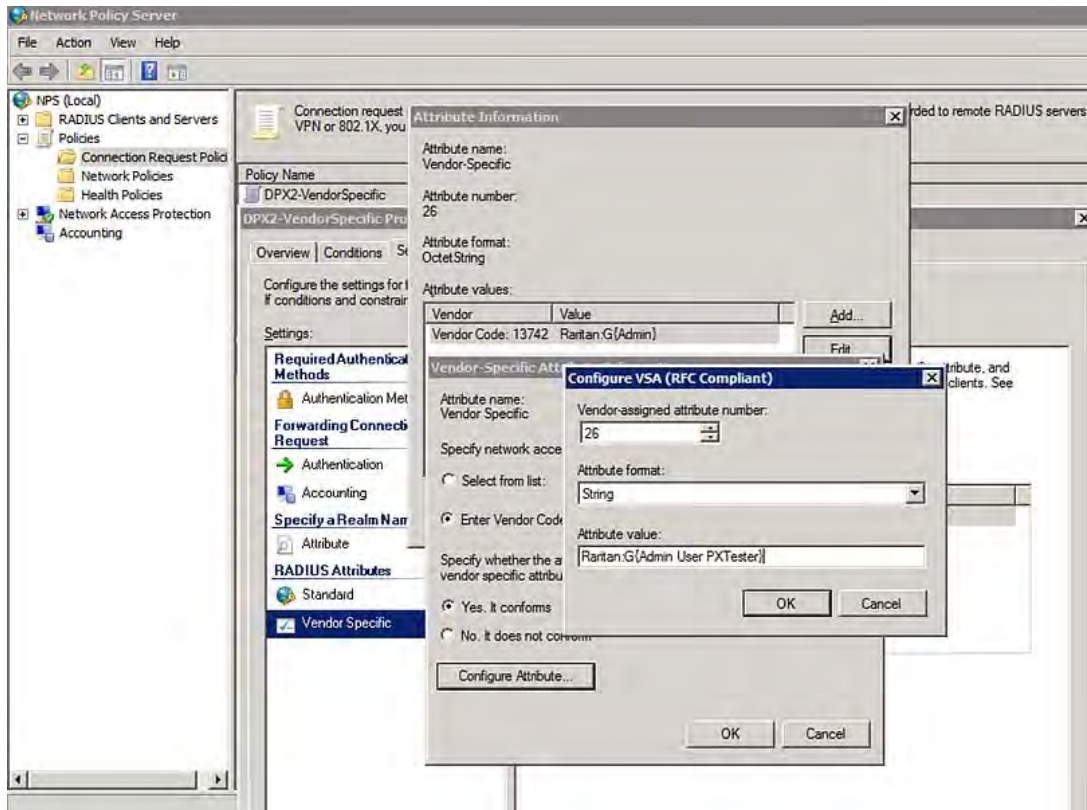 Network Policy Server
File Action View Help
NPS (Local)
RADIUS Clients and Servers
Policies
Connection Request Polici
Network Policies
Health Policies
Network Access Protection
Accounting
Connection request
VPN or 802.1X, you
rded to remote RADIUS servers
Policy Name
DPX2-VendorSpecific
DPX2-VendorSpecific Pro
Overview Conditions Se
Configure the settings for
If conditions and constrain
Settings:
Required Authenticat
Methods
Authentication Met
Forwarding Connecti
Request
Authentication
Accounting
Specify a Realm Nam
Attribute
RADIUS Attributes
Standard
Vendor Specific
Attribute Information
Attribute name:
Vendor-Specific
Attribute number:
26
Attribute format:
OctetString
Attribute values:
Vendor Value
Vendor Code: 13742 Raritan:G{Admin}
Add...
Edit
tribute, and
clients. See
Vendor-Specific Att
Attribute name:
Vendor Specific
Specify network acce
Select from list:
Enter Vendor Code
Specify whether the a
vendor specific attribu
Yes. It conforms
No. It does not conform
Configure Attribute...
OK Cancel
Configure VSA (RFC Compliant)
Vendor-assigned attribute number:
26
Attribute format:
String
Attribute value:
Raritan:G{Admin User PXTester}
OK Cancel